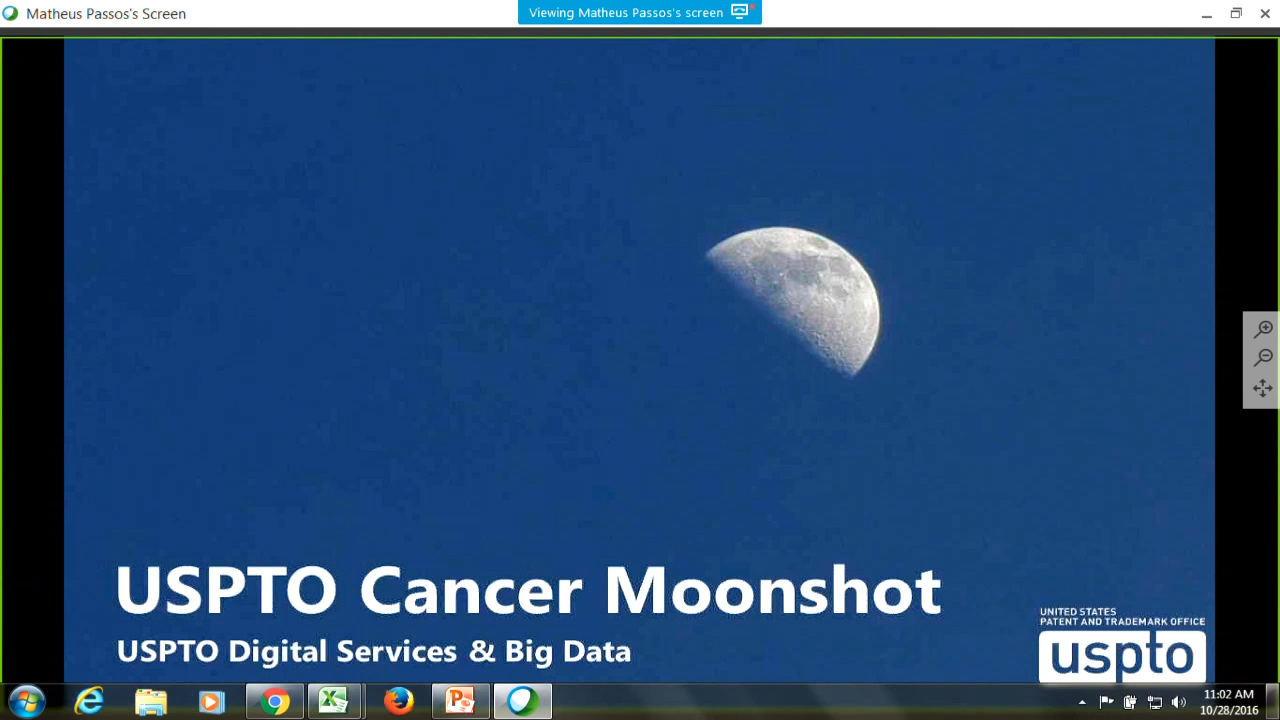 Matheus Passos's Screen
Viewing Matheus Passos's screen
USPTO Cancer Moonshot
USPTO Digital Services & Big Data
UNITED STATES
PATENT AND TRADEMARK OFFICE
uspto
11:02 AM
10/28/2016